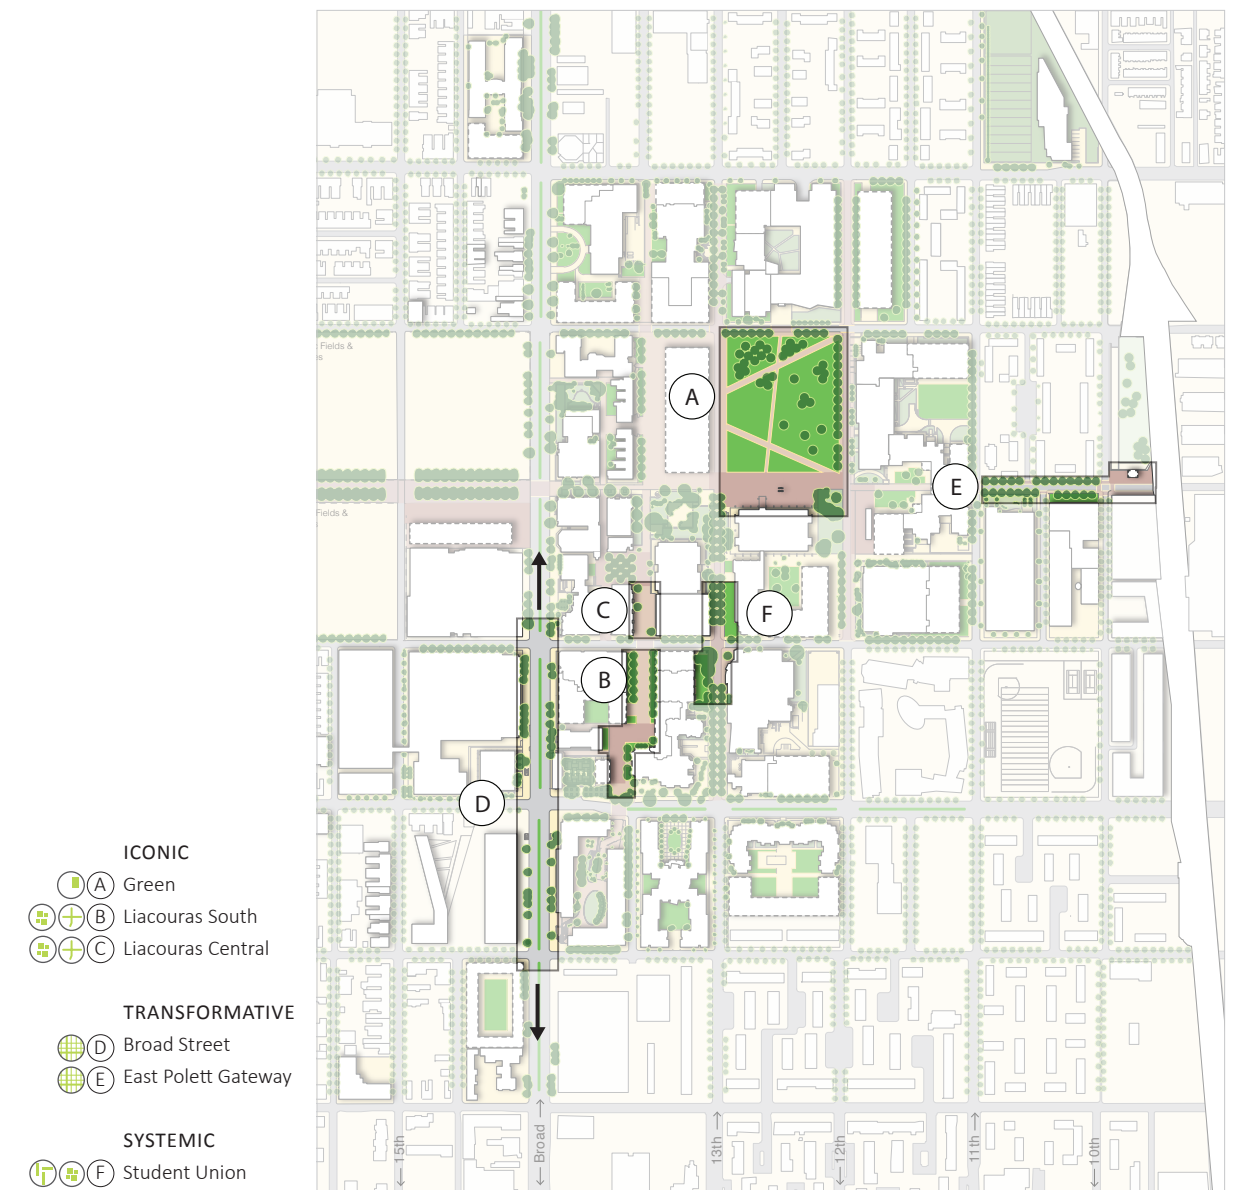 Fields &
Fields &
A
E
C
F
B
D
ICONIC
A Green
B Liacouras South
C Liacouras Central
TRANSFORMATIVE
D Broad Street
E East Polett Gateway
SYSTEMIC
F Student Union
15th
Broad
13th
12th
11th
10th